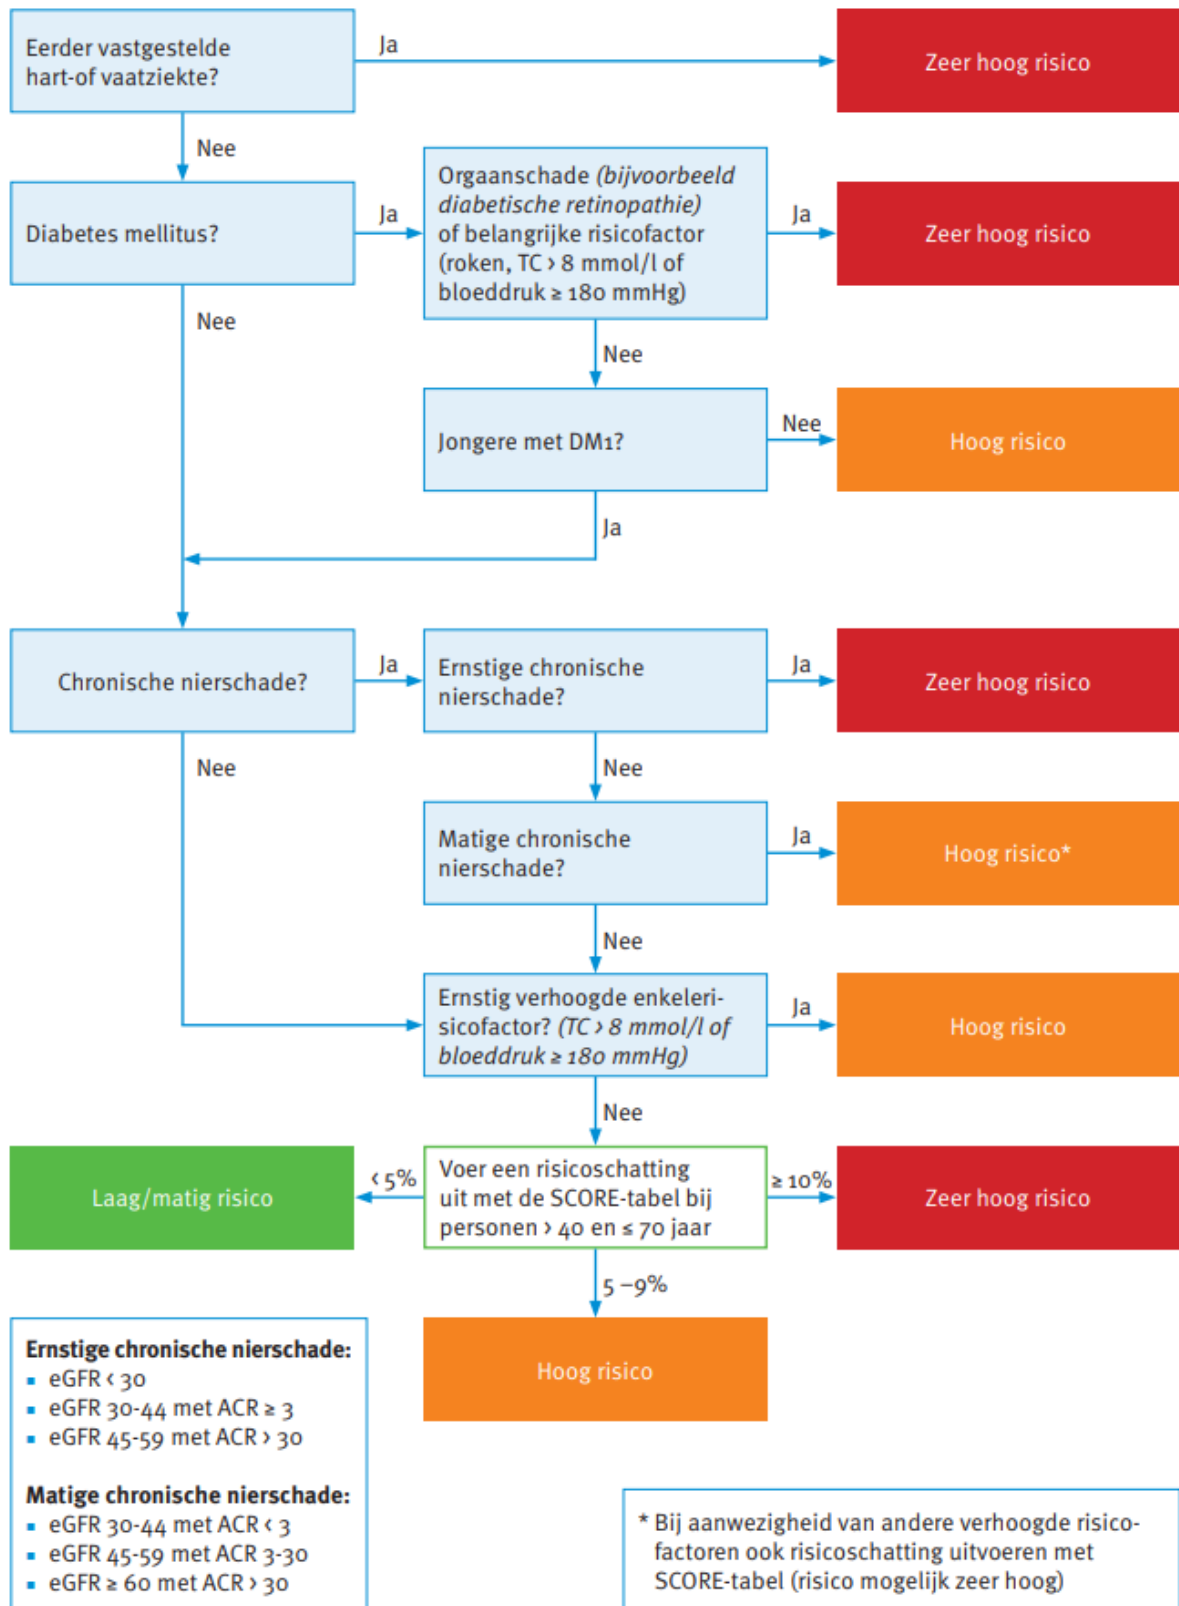 Eerder vastgestelde
hart-of vaatziekte?
Ja
Zeer hoog risico
Nee
Diabetes mellitus?
Ja
Orgaanschade (bijvoorbeeld
diabetische retinopathie)
of belangrijke risicofactor
(roken, TC > 8 mmol/l of
bloeddruk ≥ 180 mmHg)
Ja
Zeer hoog risico
Nee
Nee
Jongere met DM1?
Nee
Hoog risico
Ja
Chronische nierschade?
Ja
Ernstige chronische
nierschade?
Ja
Zeer hoog risico
Nee
Nee
Matige chronische
nierschade?
Ja
Hoog risico*
Nee
Ernstig verhoogde enkeleri-
sicofactor? (TC > 8 mmol/l of
bloeddruk ≥ 180 mmHg)
Ja
Hoog risico
Nee
Laag/matig risico
< 5%
Voer een risicoschatting
uit met de SCORE-tabel bij
personen > 40 en ≤ 70 jaar
≥ 10%
Zeer hoog risico
5 –9%
Hoog risico
Ernstige chronische nierschade:
▪ eGFR < 30
▪ eGFR 30-44 met ACR ≥ 3
▪ eGFR 45-59 met ACR > 30
Matige chronische nierschade:
▪ eGFR 30-44 met ACR < 3
▪ eGFR 45-59 met ACR 3-30
▪ eGFR ≥ 60 met ACR > 30
* Bij aanwezigheid van andere verhoogde risico-
factoren ook risicoschatting uitvoeren met
SCORE-tabel (risico mogelijk zeer hoog)